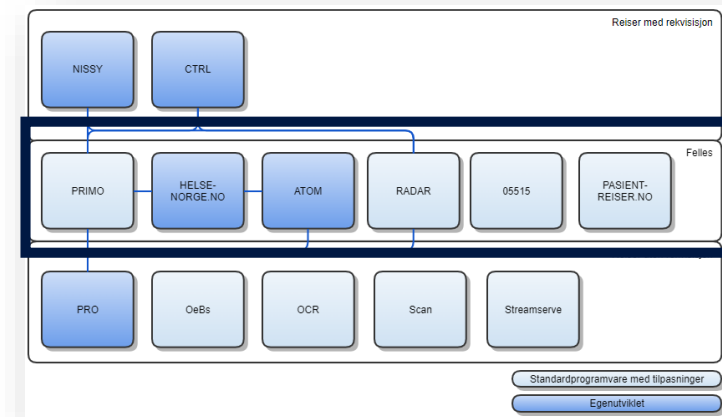 Reiser med rekvisisjon
NISSY
CTRL
Felles
PRIMO
HELSE-
NORGE.NO
ATOM
RADAR
05515
PASIENT-
REISER.NO
PRO
OeBs
OCR
Scan
Streamserve
Standardprogramvare med tilpasninger
Egenutviklet